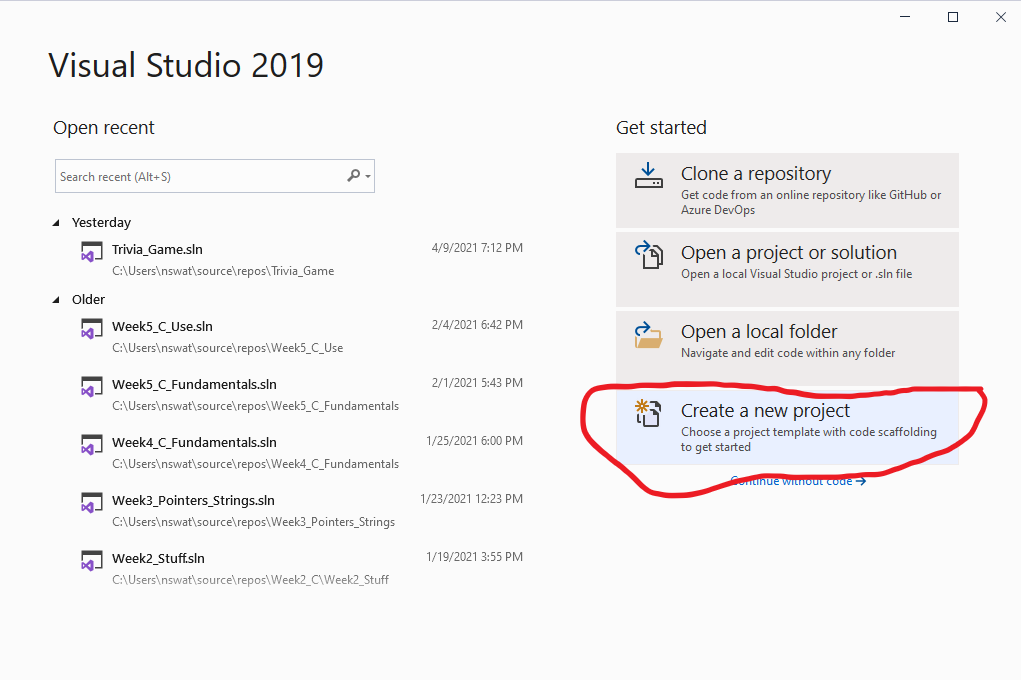 Visual Studio 2019
Open recent
Search recent (Alt+S)
Yesterday
Trivia_Game.sln 4/9/2021 7:12 PM
C:\Users\nswat\source\repos\Trivia_Game
Older
Week5_C_Use.sln 2/4/2021 6:42 PM
C:\Users\nswat\source\repos\Week5_C_Use
Week5_C_Fundamentals.sln 2/1/2021 5:43 PM
C:\Users\nswat\source\repos\Week5_C_Fundamentals
Week4_C_Fundamentals.sln 1/25/2021 6:00 PM
C:\Users\nswat\source\repos\Week4_C_Fundamentals
Week3_Pointers_Strings.sln 1/23/2021 12:23 PM
C:\Users\nswat\source\repos\Week3_Pointers_Strings
Week2_Stuff.sln 1/19/2021 3:55 PM
C:\Users\nswat\source\repos\Week2_C\Week2_Stuff
Get started
Clone a repository
Get code from an online repository like GitHub or
Azure DevOps
Open a project or solution
Open a local Visual Studio project or .sln file
Open a local folder
Navigate and edit code within any folder
Create a new project
Choose a project template with code scaffolding
to get started
Continue without code →